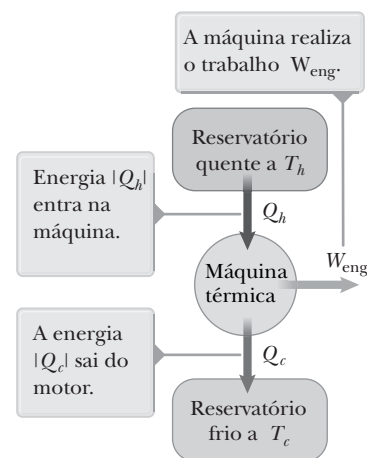 A máquina realiza
o trabalho W_eng.
Reservatório
quente a T_h
Energia |Q_h|
entra na
máquina.
Q_h
Máquina
térmica
W_eng
A energia
|Q_c| sai do
motor.
Q_c
Reservatório
frio a T_c